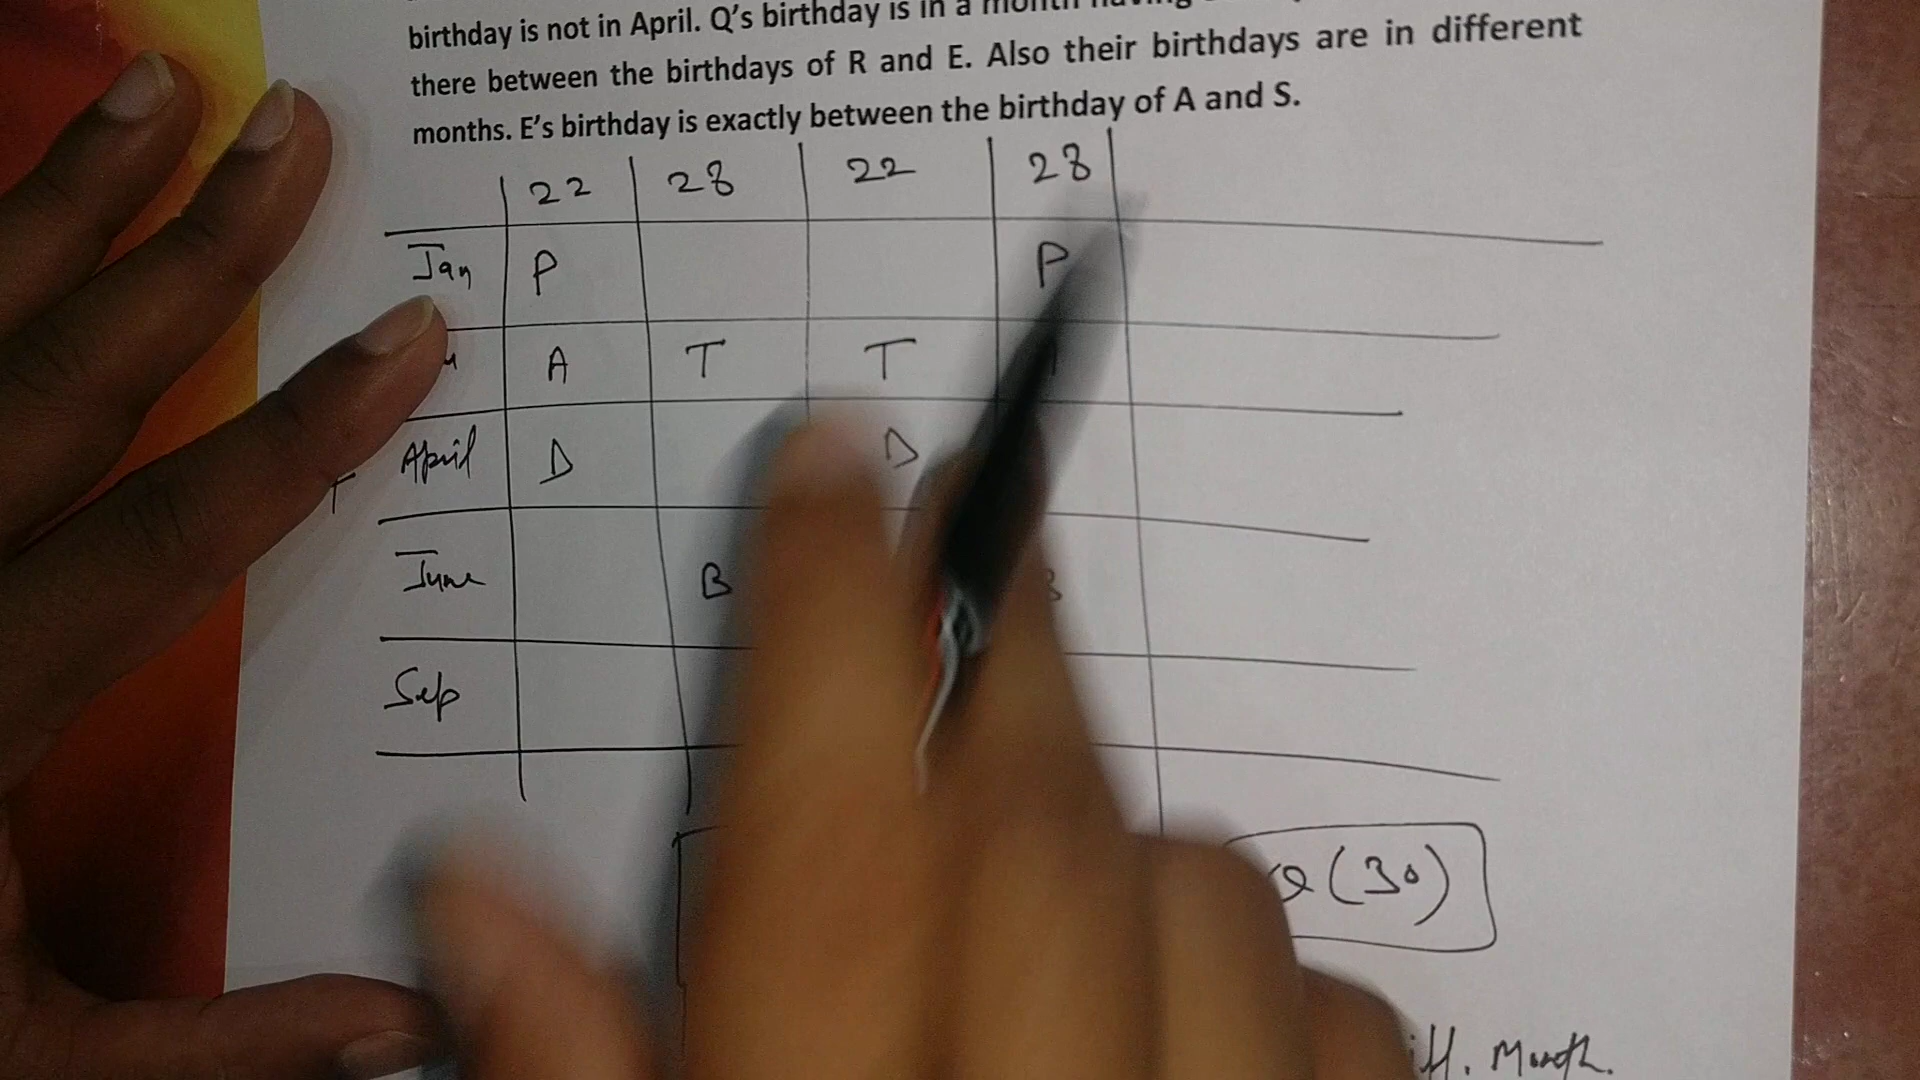 birthday is not in April. Q's birthday is in a month having
there between the birthdays of R and E. Also their birthdays are in different
months. E's birthday is exactly between the birthday of A and S.
22 28 22 28
Jan P P
A T T
April D D
T
June B
Sep
(30)
Month.